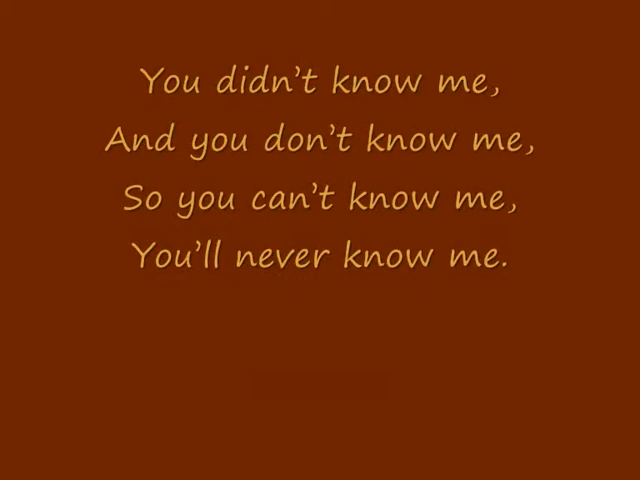 You didn’t know me,
And you don’t know me,
So you can’t know me,
You’ll never know me.